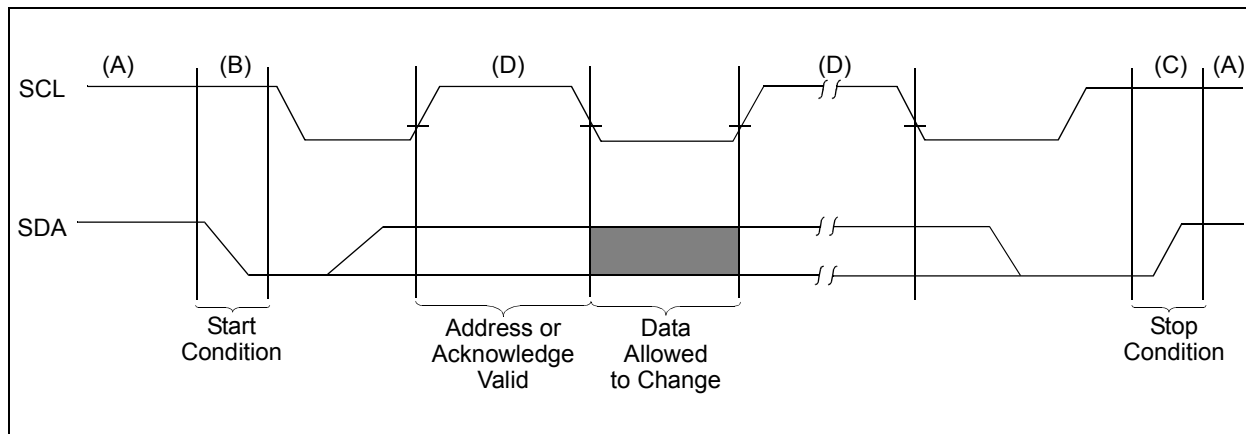 (A) (B) (D) (D) (C) (A)
SCL
SDA
Start
Condition
Address or
Acknowledge
Valid
Data
Allowed
to Change
Stop
Condition